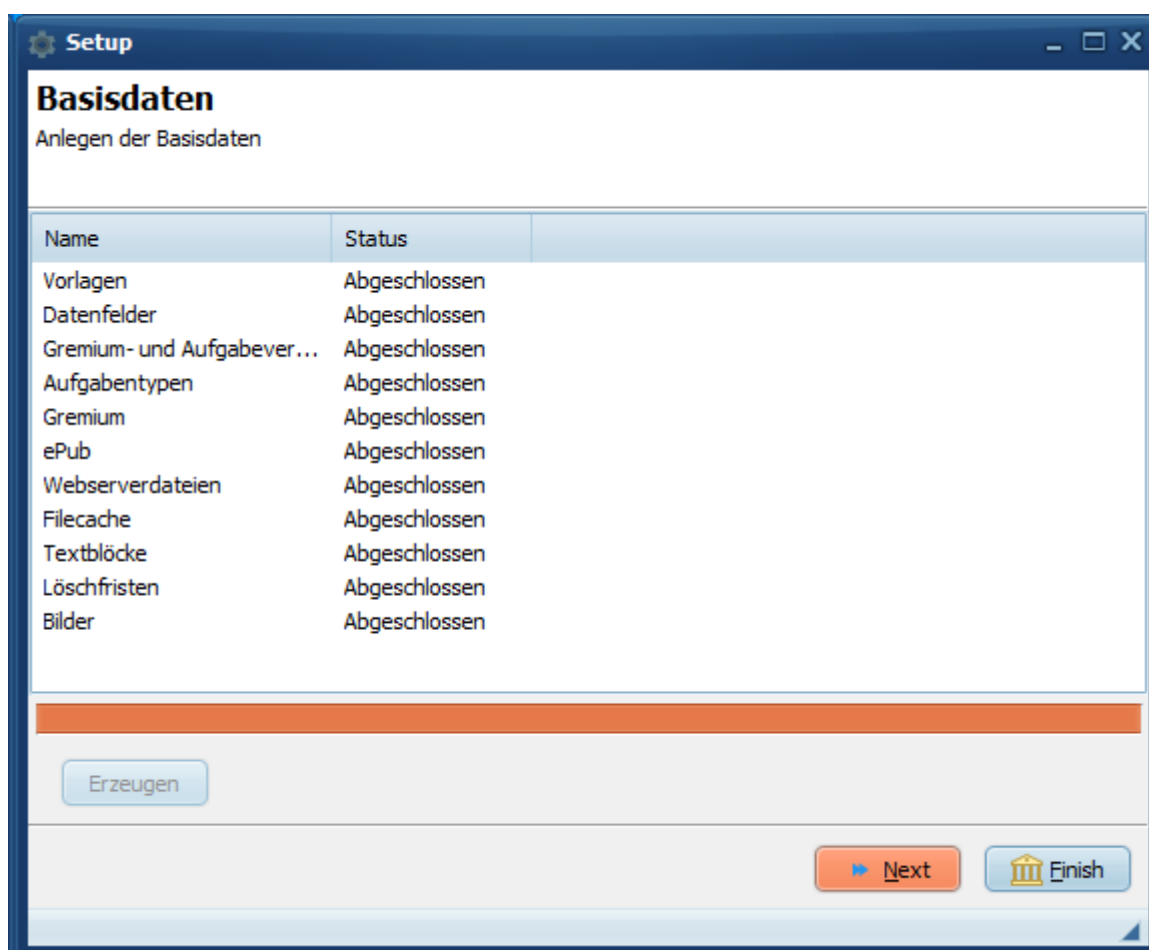 Setup
Basisdaten
Anlegen der Basisdaten
Name Status
Vorlagen Abgeschlossen
Datenfelder Abgeschlossen
Gremium- und Aufgabever... Abgeschlossen
Aufgabentypen Abgeschlossen
Gremium Abgeschlossen
ePub Abgeschlossen
Webserverdateien Abgeschlossen
Filecache Abgeschlossen
Textblöcke Abgeschlossen
Löschfristen Abgeschlossen
Bilder Abgeschlossen
Erzeugen
Next Finish